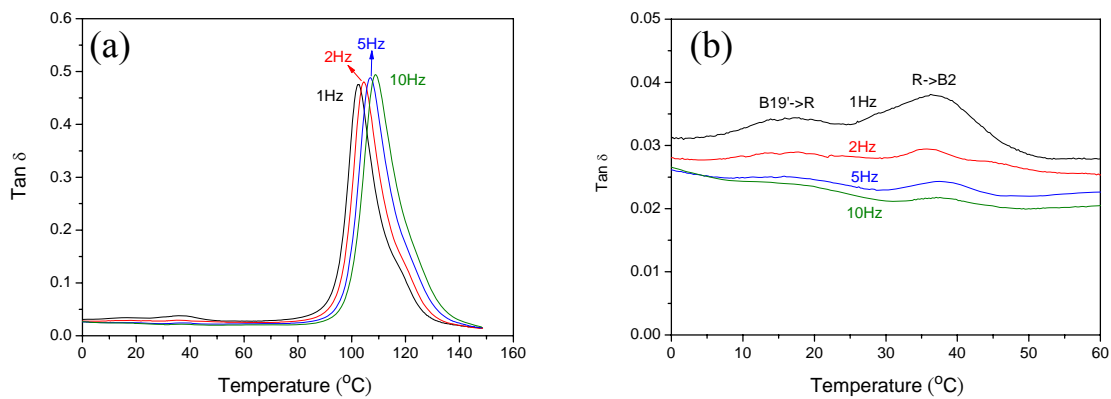 (a)
5Hz
2Hz
10Hz
1Hz
Tan δ
0.6
0.5
0.4
0.3
0.2
0.1
0.0
0 20 40 60 80 100 120 140 160
Temperature (°C)
(b)
R->B2
B19'->R
1Hz
2Hz
5Hz
10Hz
Tan δ
0.05
0.04
0.03
0.02
0.01
0.00
0 10 20 30 40 50 60
Temperature (°C)